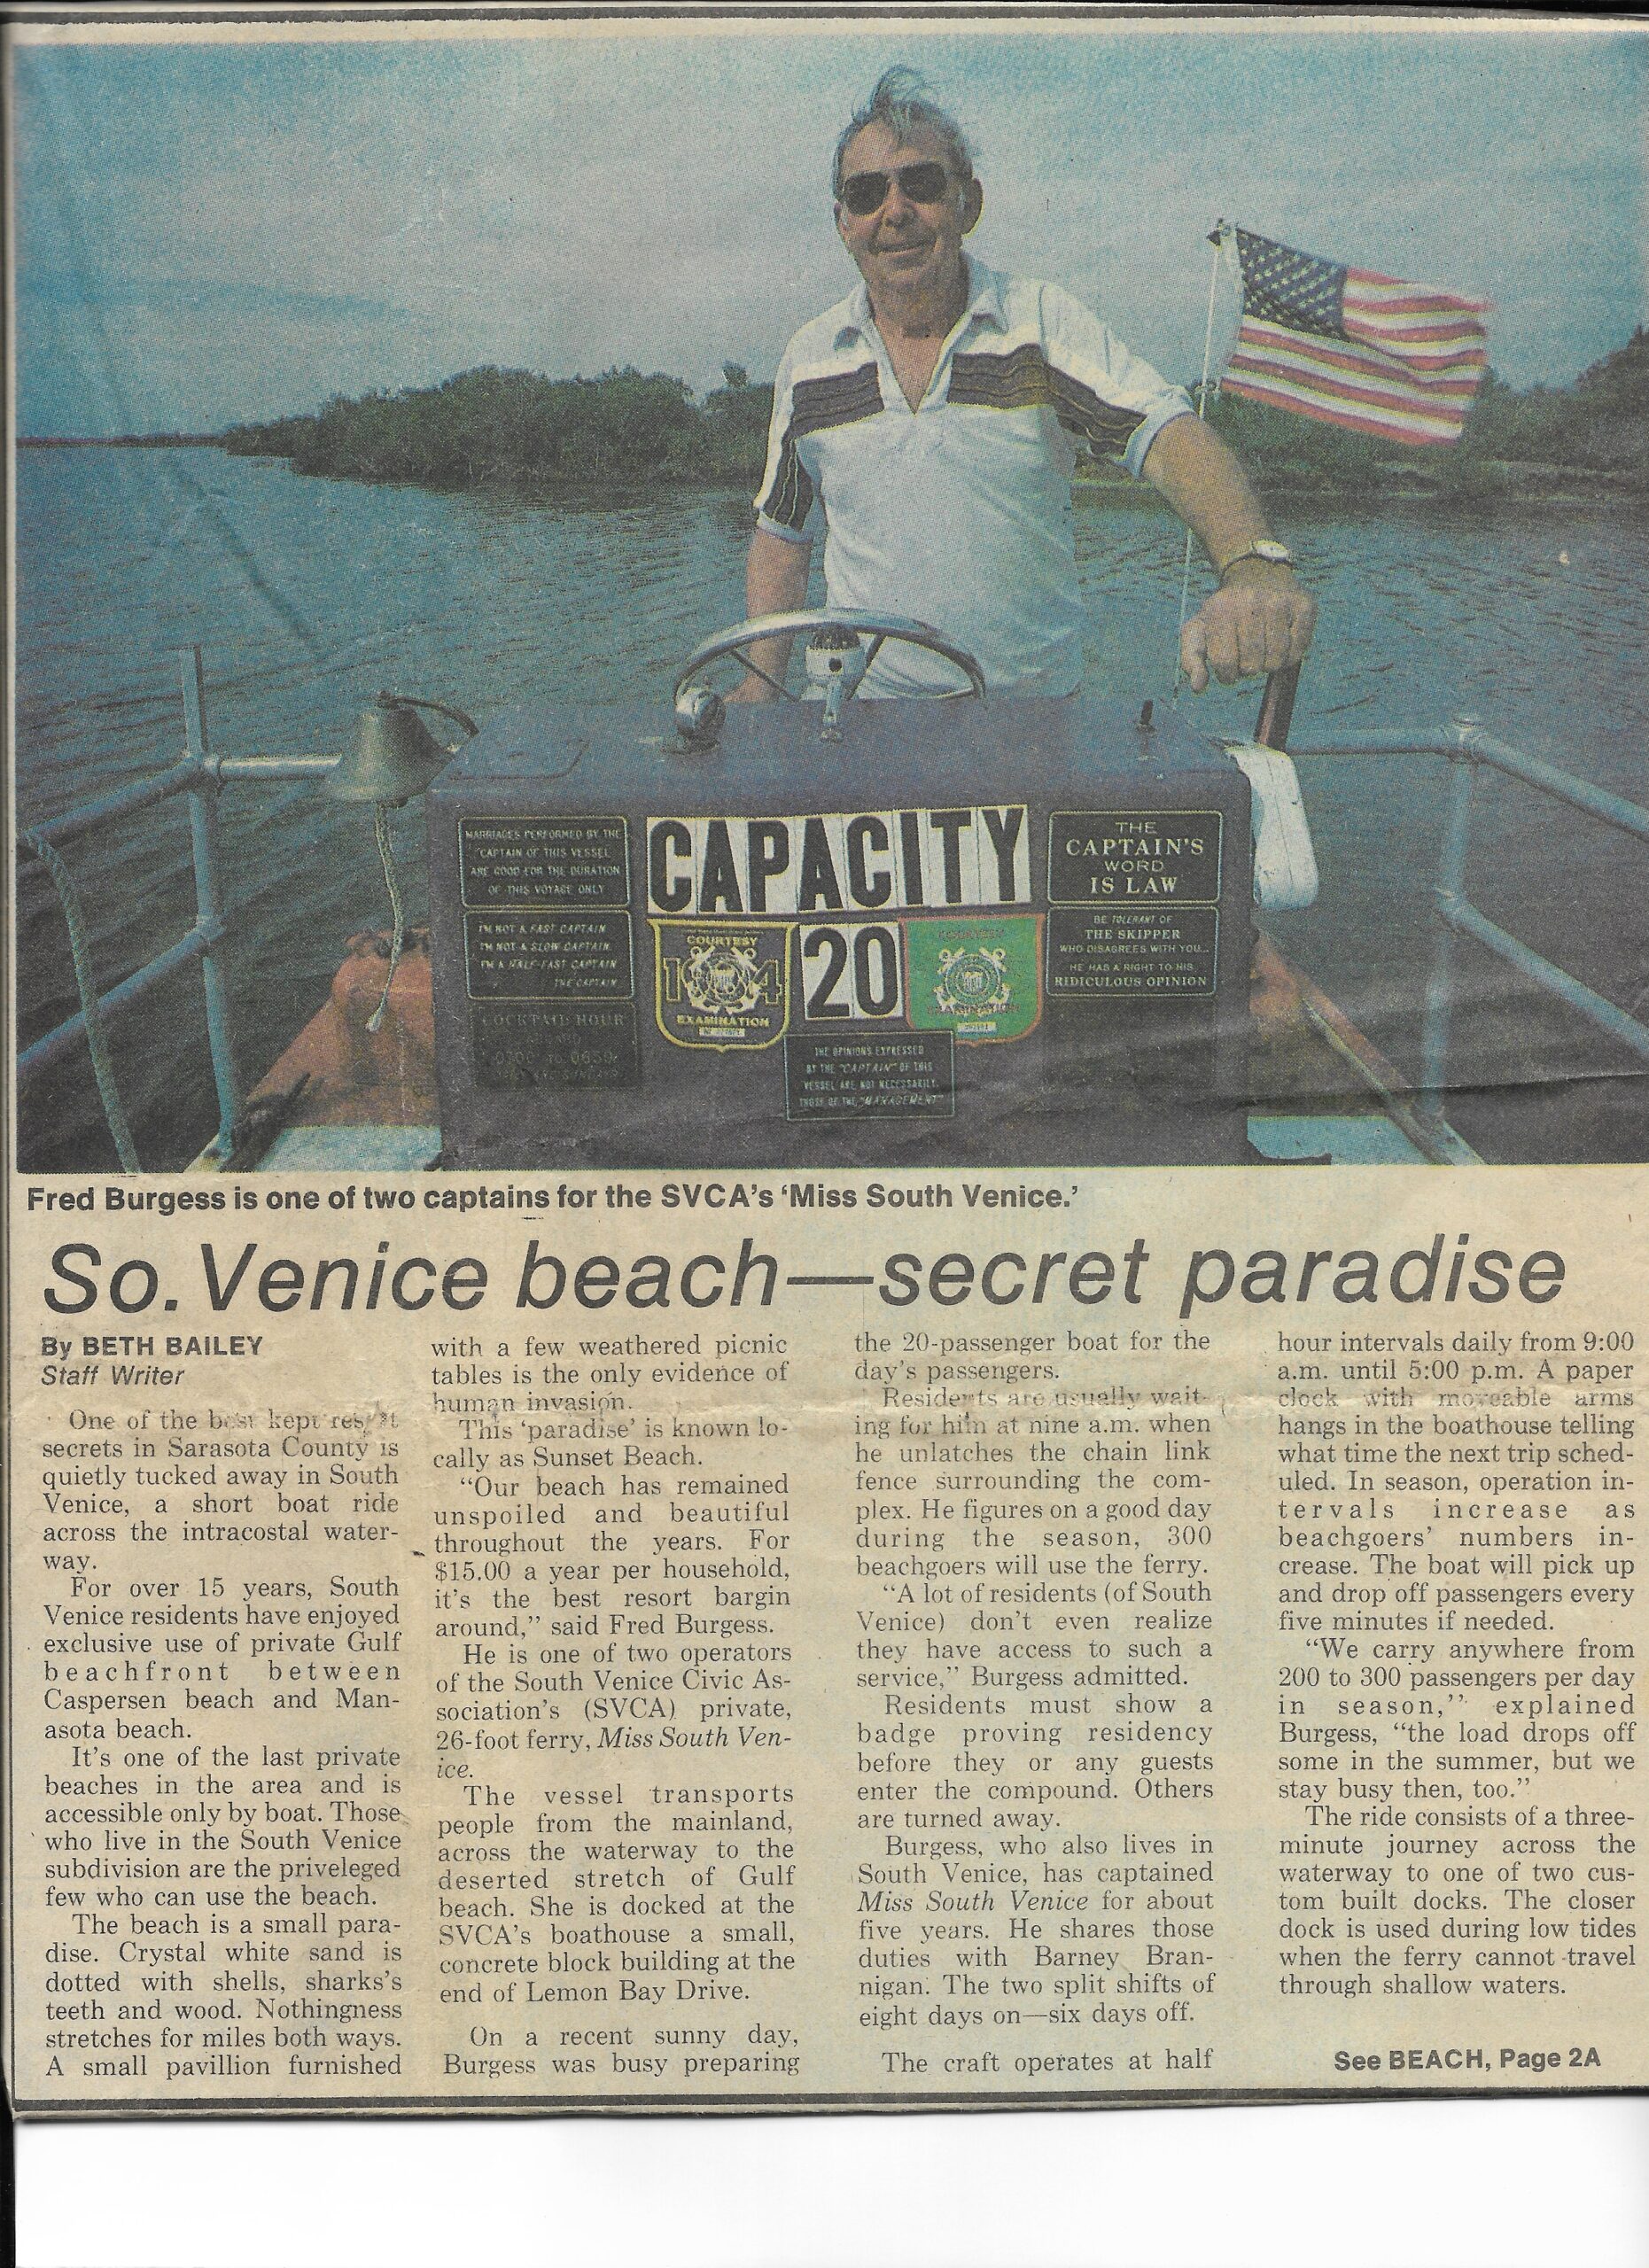 MARRIAGES PERFORMED BY THE
"CAPTAIN OF THIS VESSEL
ARE GOOD FOR THE DURATION
OF THIS VOYAGE ONLY
I'M NOT A FAST CAPTAIN
I'M NOT A SLOW CAPTAIN
I'M A HALF-FAST CAPTAIN
THE CAPTAIN
COCKTAIL HOUR
CAPACITY
20
COURTESY
EXAMINATION
THE OPINIONS EXPRESSED
BY THE "CAPTAIN" OF THIS
VESSEL ARE NOT NECESSARILY
THOSE OF THE "MANAGEMENT"
THE
CAPTAIN'S
WORD
IS LAW
BE TOLERANT OF
THE SKIPPER
WHO DISAGREES WITH YOU...
HE HAS A RIGHT TO HIS
RIDICULOUS OPINION
Fred Burgess is one of two captains for the SVCA's 'Miss South Venice.'
So. Venice beach—secret paradise
By BETH BAILEY
Staff Writer
One of the best kept
secrets in Sarasota County is
quietly tucked away in South
Venice, a short boat ride
across the intracostal water-
way.
For over 15 years, South
Venice residents have enjoyed
exclusive use of private Gulf
beachfront between
Caspersen beach and Man-
asota beach.
It's one of the last private
beaches in the area and is
accessible only by boat. Those
who live in the South Venice
subdivision are the priveleged
few who can use the beach.
The beach is a small para-
dise. Crystal white sand is
dotted with shells, sharks's
teeth and wood. Nothingness
stretches for miles both ways.
A small pavillion furnished
with a few weathered picnic
tables is the only evidence of
human invasion.
This 'paradise' is known lo-
cally as Sunset Beach.
"Our beach has remained
unspoiled and beautiful
throughout the years. For
$15.00 a year per household,
it's the best resort bargin
around," said Fred Burgess.
He is one of two operators
of the South Venice Civic As-
sociation's (SVCA) private,
26-foot ferry, Miss South Ven-
ice.
The vessel transports
people from the mainland,
across the waterway to the
deserted stretch of Gulf
beach. She is docked at the
SVCA's boathouse a small,
concrete block building at the
end of Lemon Bay Drive.
On a recent sunny day,
Burgess was busy preparing
the 20-passenger boat for the
day's passengers.
Residents are usually wait-
ing for him at nine a.m. when
he unlatches the chain link
fence surrounding the com-
plex. He figures on a good day
during the season, 300
beachgoers will use the ferry.
"A lot of residents (of South
Venice) don't even realize
they have access to such a
service," Burgess admitted.
Residents must show a
badge proving residency
before they or any guests
enter the compound. Others
are turned away.
Burgess, who also lives in
South Venice, has captained
Miss South Venice for about
five years. He shares those
duties with Barney Bran-
nigan. The two split shifts of
eight days on—six days off.
The craft operates at half
hour intervals daily from 9:00
a.m. until 5:00 p.m. A paper
clock with moveable arms
hangs in the boathouse telling
what time the next trip sched-
uled. In season, operation in-
tervals increase as
beachgoers' numbers in-
crease. The boat will pick up
and drop off passengers every
five minutes if needed.
"We carry anywhere from
200 to 300 passengers per day
in season," explained
Burgess, "the load drops off
some in the summer, but we
stay busy then, too."
The ride consists of a three-
minute journey across the
waterway to one of two cus-
tom built docks. The closer
dock is used during low tides
when the ferry cannot travel
through shallow waters.
See BEACH, Page 2A